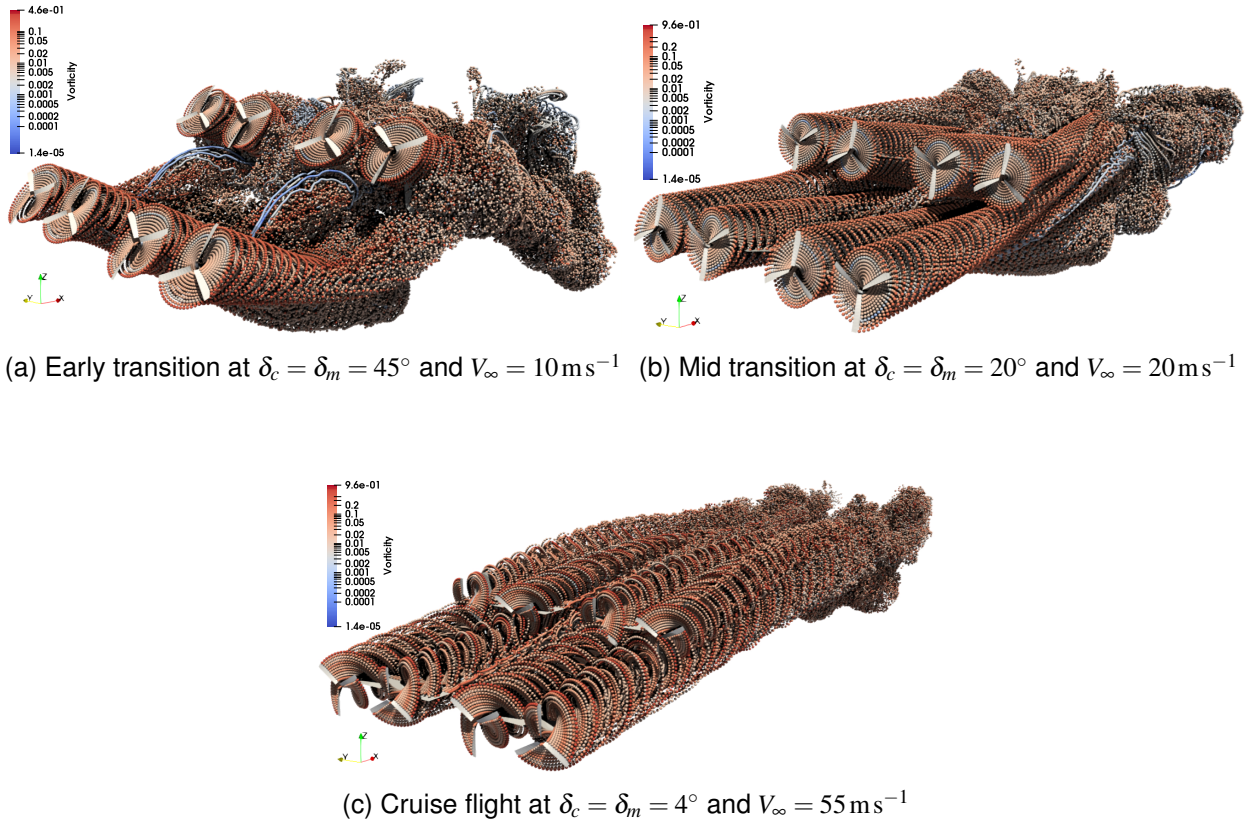 4.6e-01
0.1
0.05
0.02
0.01
0.005
0.002
0.001
0.0005
0.0002
0.0001
1.4e-05
Vorticity
Z
Y
X
9.6e-01
0.2
0.1
0.05
0.02
0.01
0.005
0.002
0.001
0.0005
0.0002
0.0001
1.4e-05
Vorticity
Z
Y
X
(a) Early transition at δc = δm = 45° and V∞ = 10 m s⁻¹
(b) Mid transition at δc = δm = 20° and V∞ = 20 m s⁻¹
9.6e-01
0.2
0.1
0.05
0.02
0.01
0.005
0.002
0.001
0.0005
0.0002
0.0001
1.4e-05
Vorticity
Z
Y
X
(c) Cruise flight at δc = δm = 4° and V∞ = 55 m s⁻¹